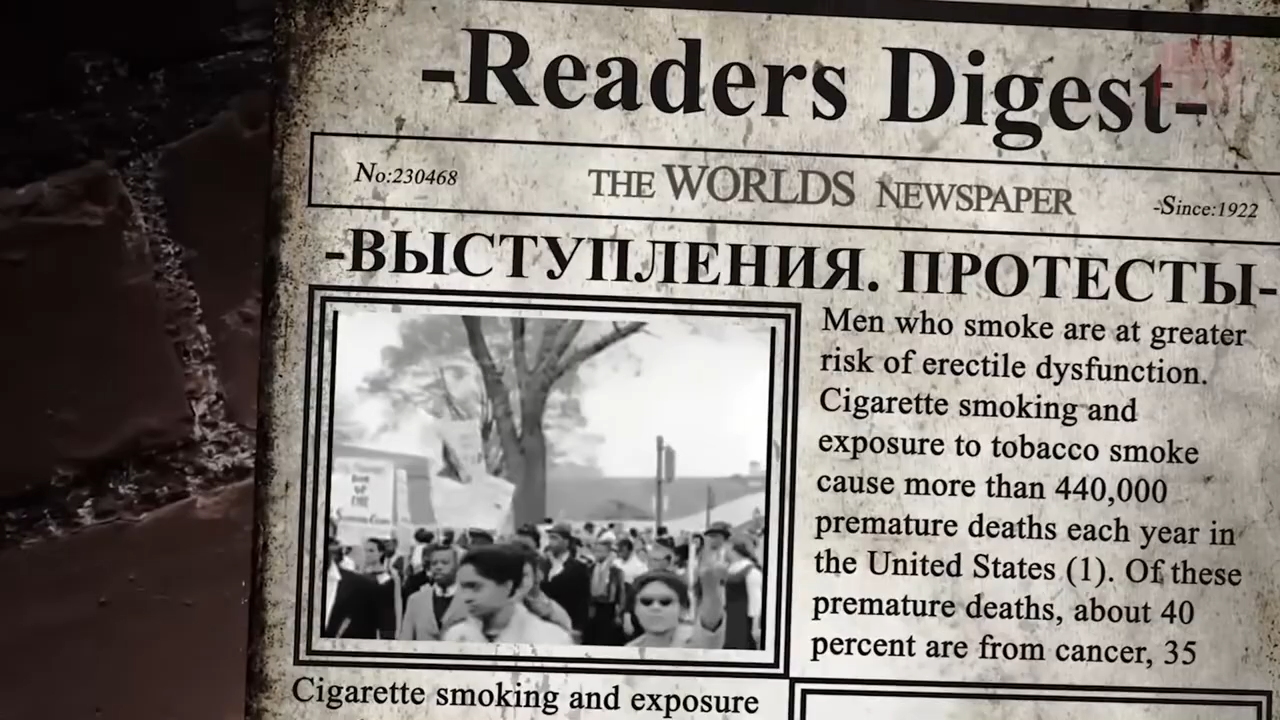 -Readers Digest-
No:230468
THE WORLDS NEWSPAPER
-Since:1922
-ВЫСТУПЛЕНИЯ. ПРОТЕСТЫ-
Men who smoke are at greater
risk of erectile dysfunction.
Cigarette smoking and
exposure to tobacco smoke
cause more than 440,000
premature deaths each year in
the United States (1). Of these
premature deaths, about 40
percent are from cancer, 35
Cigarette smoking and exposure